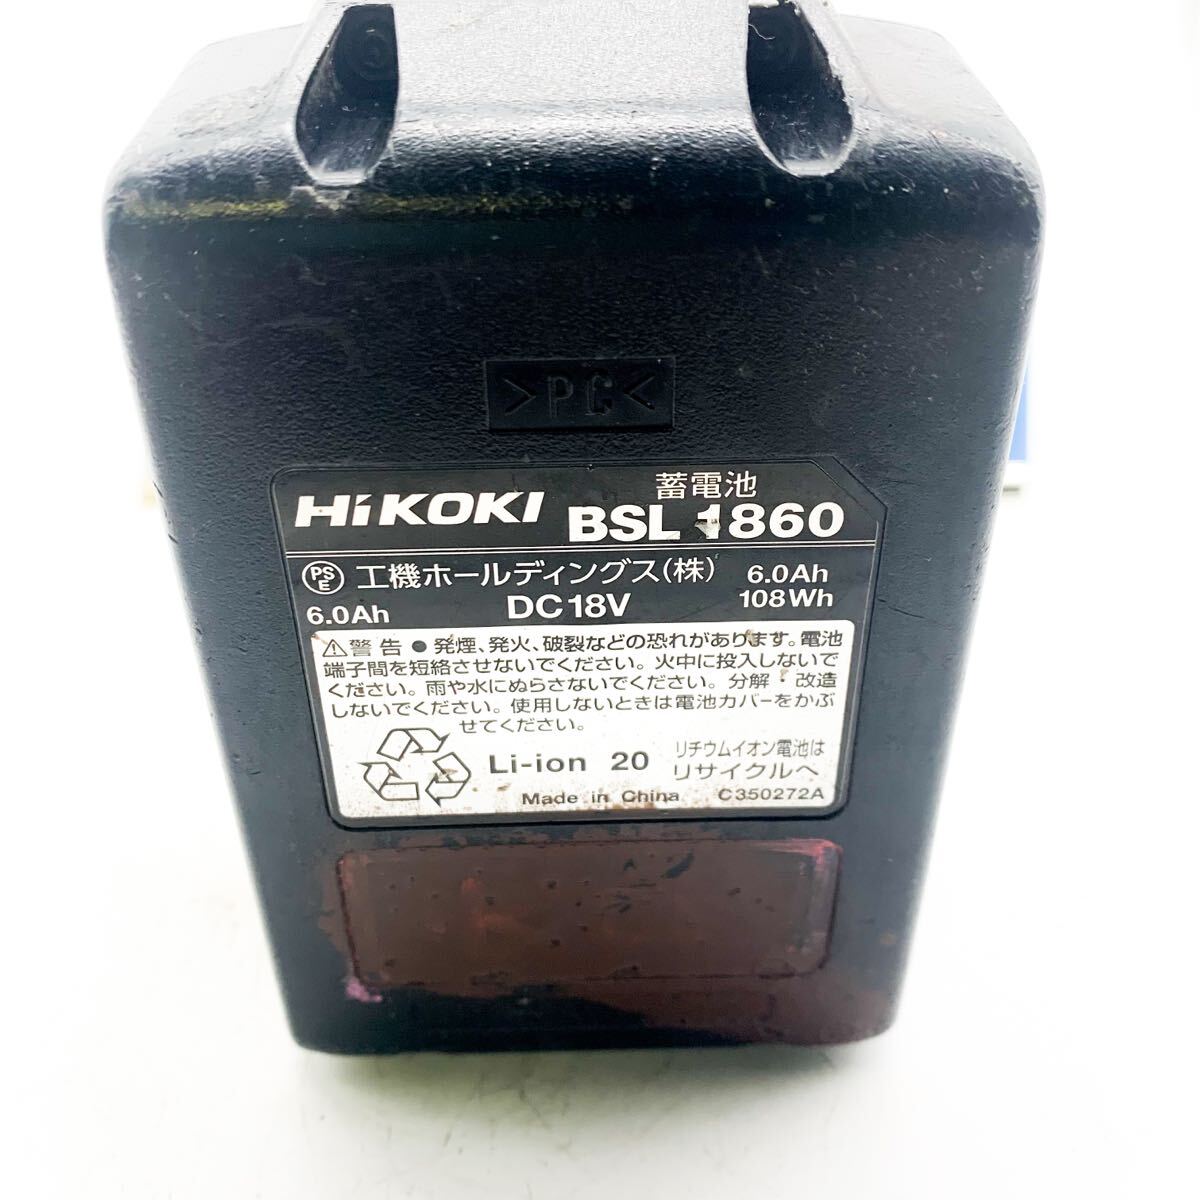 >PC<
蓄電池
HiKOKI BSL 1860
PSE 工機ホールディングス(株) 6.0Ah
6.0Ah DC18V 108Wh
⚠警告 ●発煙、発火、破裂などの恐れがあります。電池
端子間を短絡させないでください。火中に投入しないで
ください。雨や水にぬらさないでください。分解・改造
しないでください。使用しないときは電池カバーをかぶ
せてください。
Li-ion 20 リチウムイオン電池は
リサイクルへ
Made in China C350272A